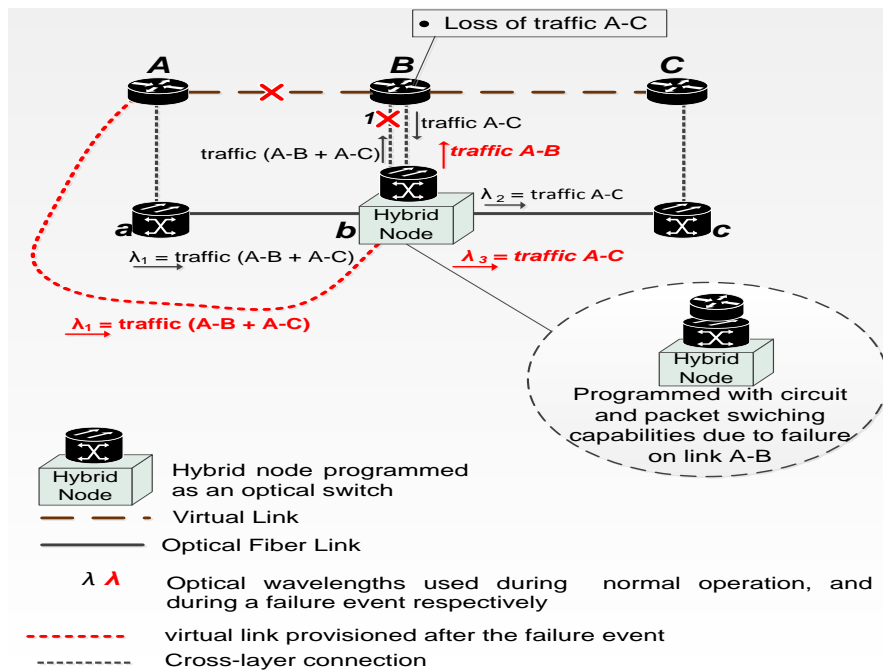 • Loss of traffic A-C
A
B
C
1
traffic A-C
traffic (A-B + A-C)
traffic A-B
λ2 = traffic A-C
a
b
Hybrid
Node
c
λ1 = traffic (A-B + A-C)
λ3 = traffic A-C
λ1 = traffic (A-B + A-C)
Hybrid
Node
Programmed with circuit
and packet swiching
capabilities due to failure
on link A-B
Hybrid
Node
Hybrid node programmed
as an optical switch
Virtual Link
Optical Fiber Link
λ λ
Optical wavelengths used during normal operation, and
during a failure event respectively
virtual link provisioned after the failure event
Cross-layer connection